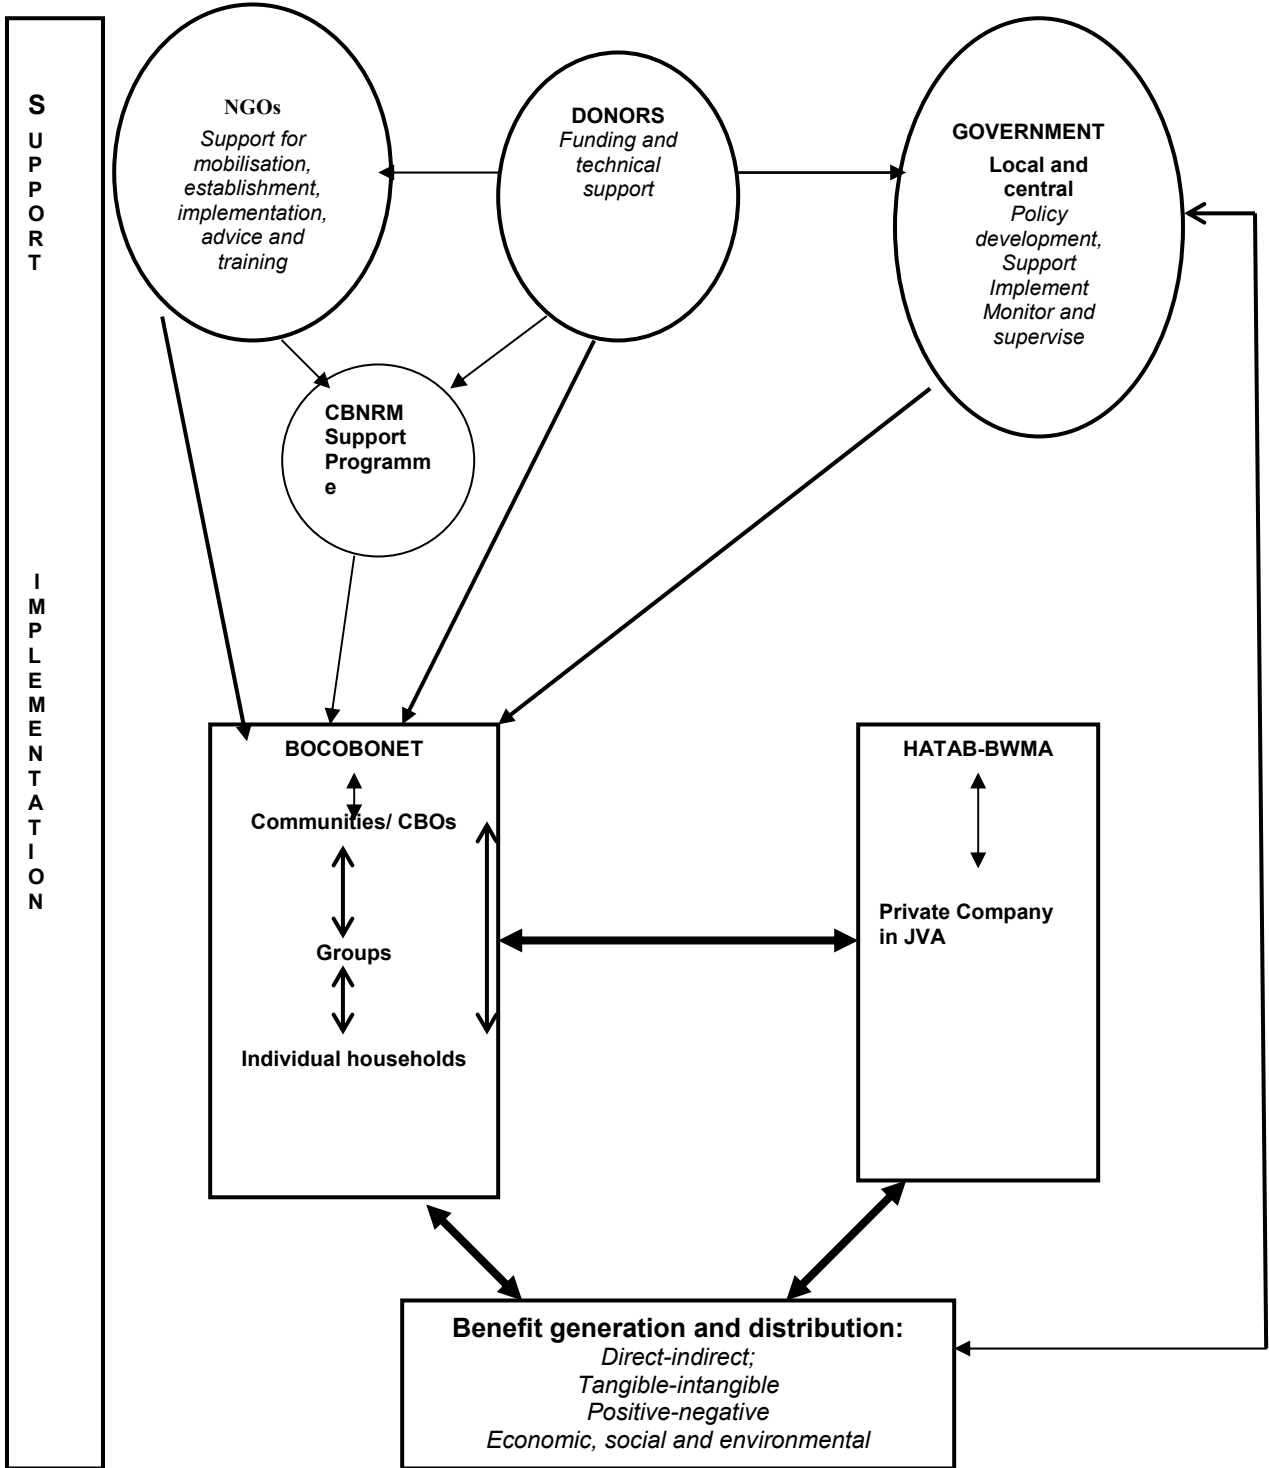 SUPPORT
IMPLEMENTATION
NGOs
Support for
mobilisation,
establishment,
implementation,
advice and
training
DONORS
Funding and
technical
support
GOVERNMENT
Local and
central
Policy
development,
Support
Implement
Monitor and
supervise
CBNRM
Support
Programm
e
BOCOBONET
Communities/ CBOs
Groups
Individual households
HATAB-BWMA
Private Company
in JVA
Benefit generation and distribution:
Direct-indirect;
Tangible-intangible
Positive-negative
Economic, social and environmental